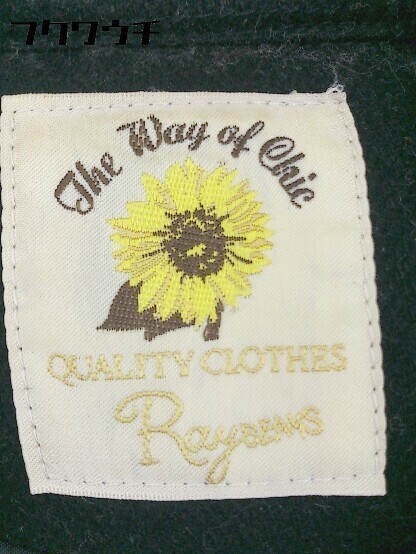 フクワウチ
The Way of Chic
QUALITY CLOTHES
Ray BEAMS